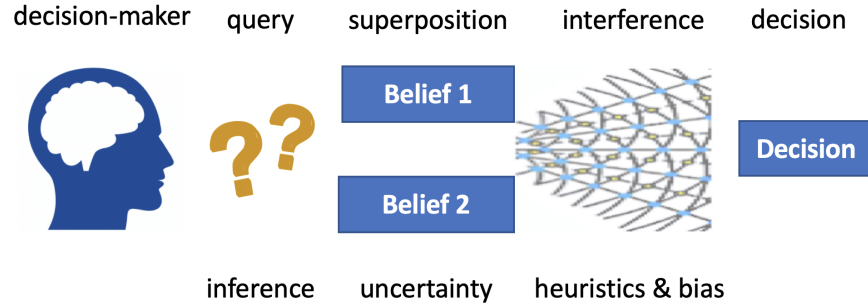 decision-maker query superposition interference decision
? ?
Belief 1
Decision
Belief 2
inference uncertainty heuristics & bias